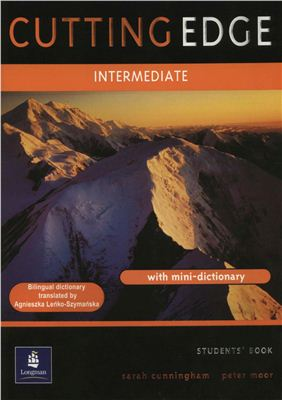 CUTTING EDGE
INTERMEDIATE
with mini-dictionary
Bilingual dictionary
translated by
Agnieszka Leńko-Szymańska
STUDENTS' BOOK
sarah cunningham peter moor
Longman